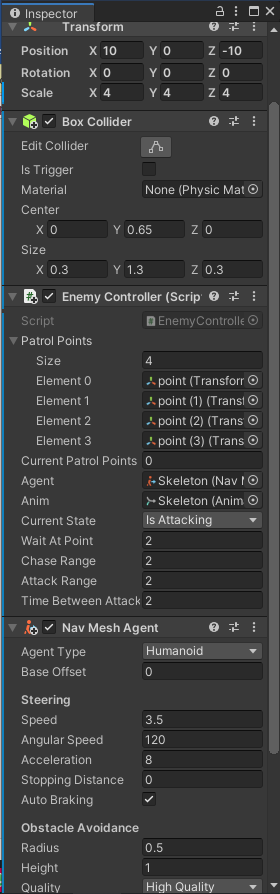 Inspector
Transform
Position X 10 Y 0 Z -10
Rotation X 0 Y 0 Z 0
Scale X 4 Y 4 Z 4
Box Collider
Edit Collider
Is Trigger
Material None (Physic Mat
Center
X 0 Y 0.65 Z 0
Size
X 0.3 Y 1.3 Z 0.3
Enemy Controller (Scrip
Script EnemyControlle
Patrol Points
Size 4
Element 0 point (Transform
Element 1 point (1) (Trans
Element 2 point (2) (Trans
Element 3 point (3) (Trans
Current Patrol Points 0
Agent Skeleton (Nav M
Anim Skeleton (Anim
Current State Is Attacking
Wait At Point 2
Chase Range 2
Attack Range 2
Time Between Attack 2
Nav Mesh Agent
Agent Type Humanoid
Base Offset 0
Steering
Speed 3.5
Angular Speed 120
Acceleration 8
Stopping Distance 0
Auto Braking
Obstacle Avoidance
Radius 0.5
Height 1
Quality High Quality